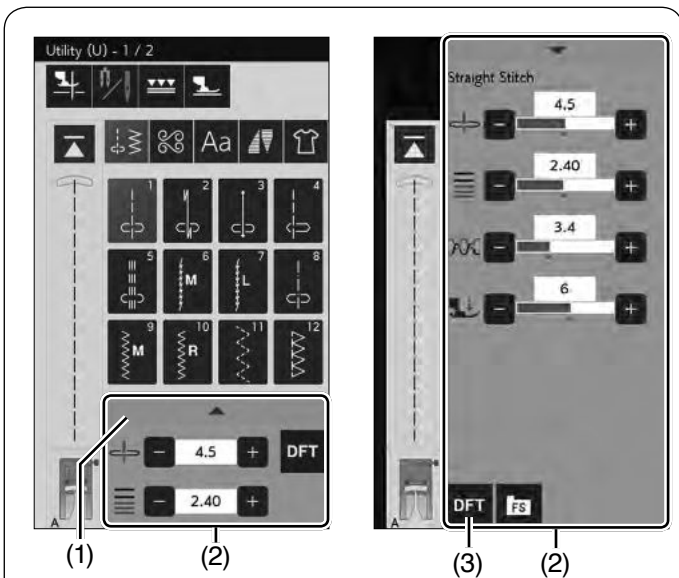 Utility (U) - 1 / 2
Aa
1 2 3 4
5 6 7 8
M L
9 10 11 12
M R
4.5 DFT
2.40
A
(1) (2)
Straight Stitch
4.5
2.40
3.4
6
DFT FS
A
(3) (2)